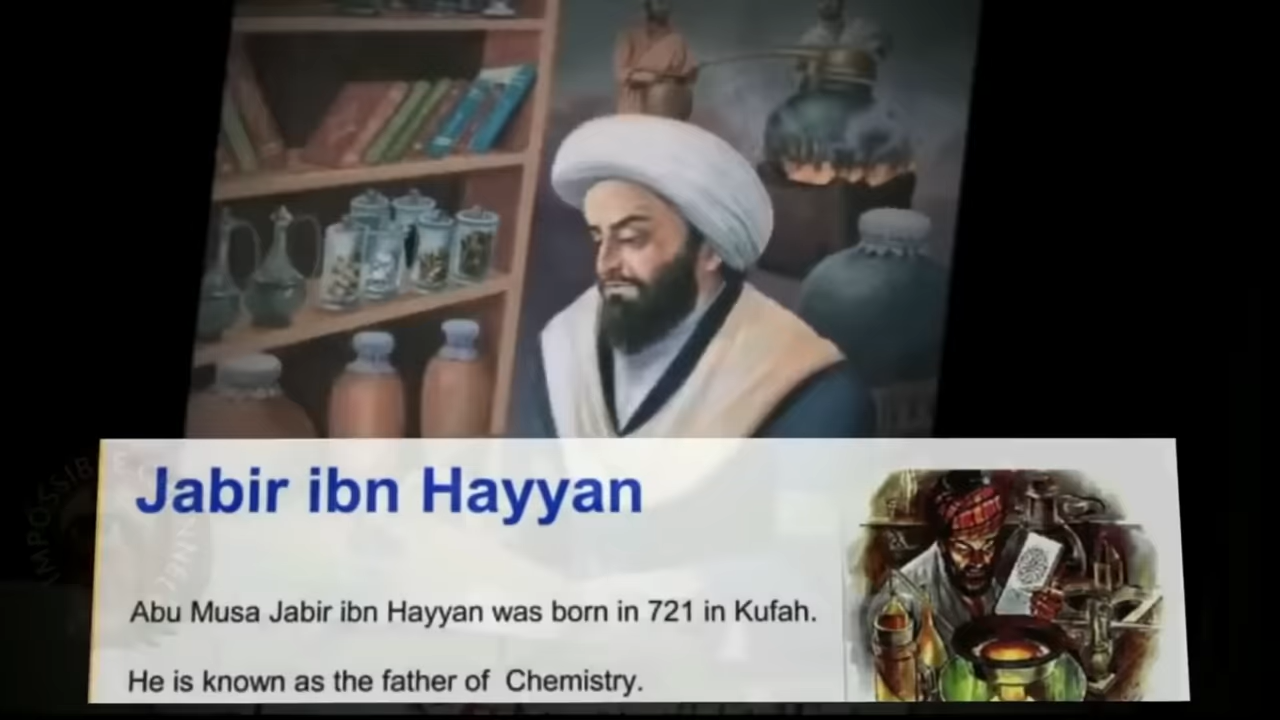 Jabir ibn Hayyan
Abu Musa Jabir ibn Hayyan was born in 721 in Kufah.
He is known as the father of Chemistry.